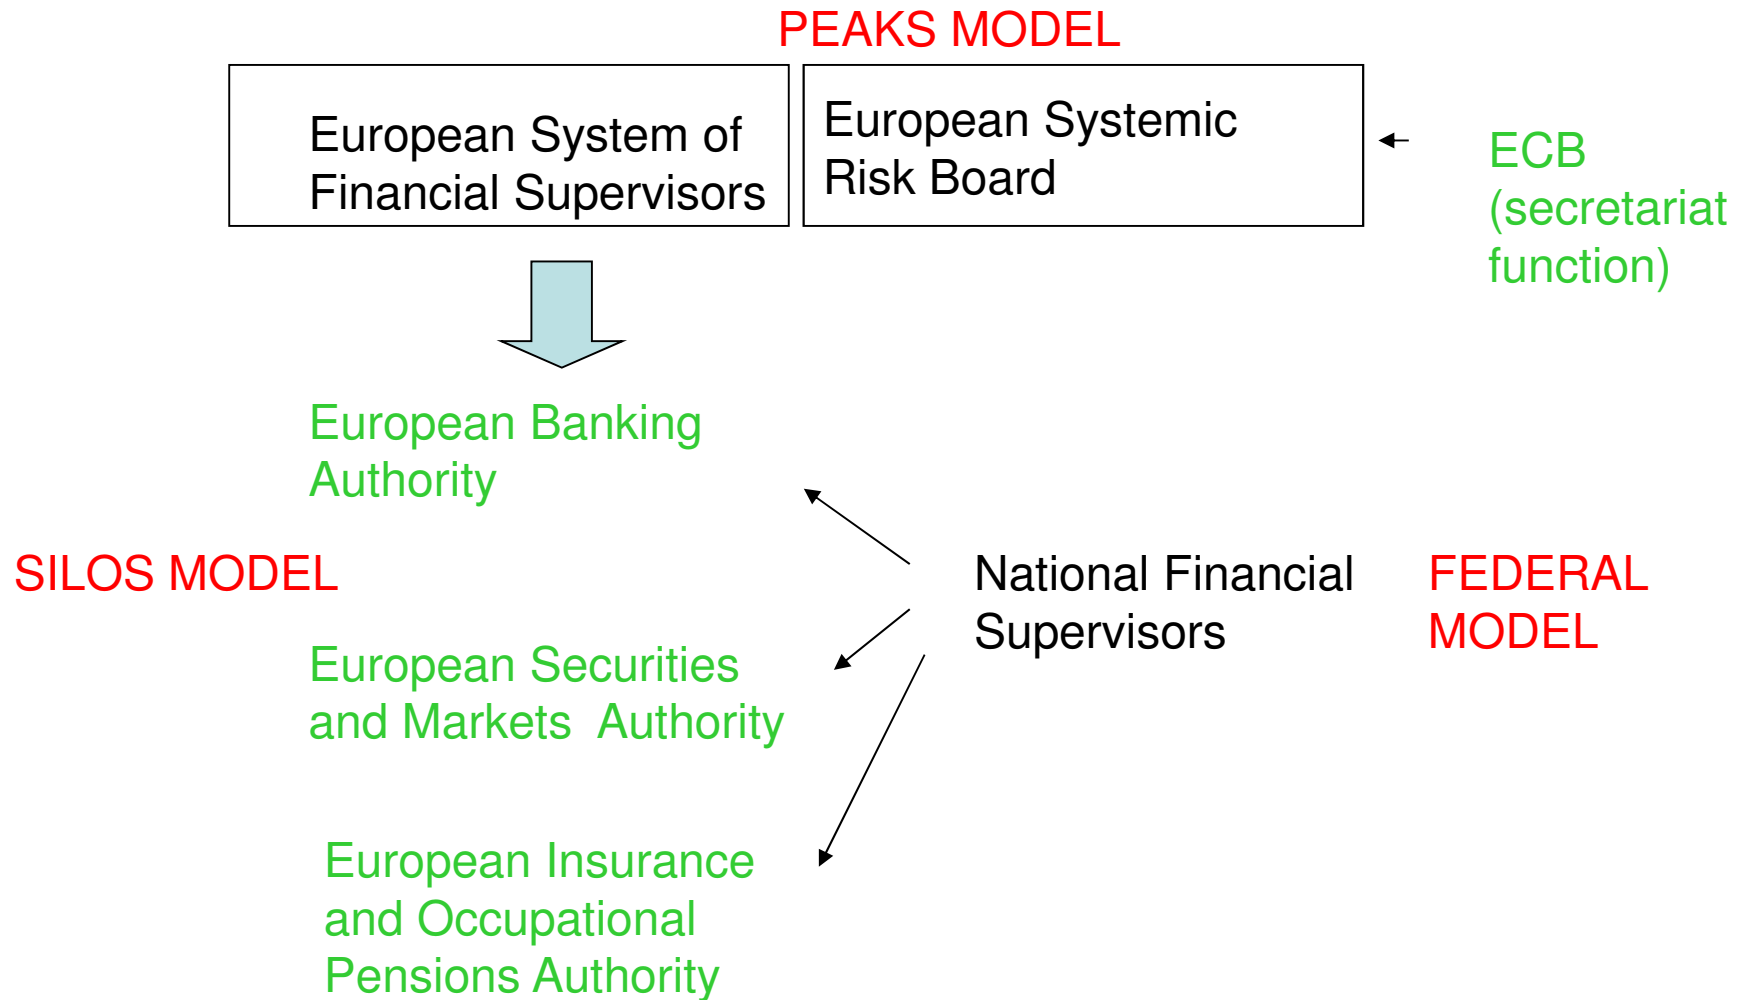 PEAKS MODEL
European System of
Financial Supervisors
European Systemic
Risk Board
ECB
(secretariat
function)
European Banking
Authority
SILOS MODEL
National Financial
Supervisors
FEDERAL
MODEL
European Securities
and Markets  Authority
European Insurance
and Occupational
Pensions Authority